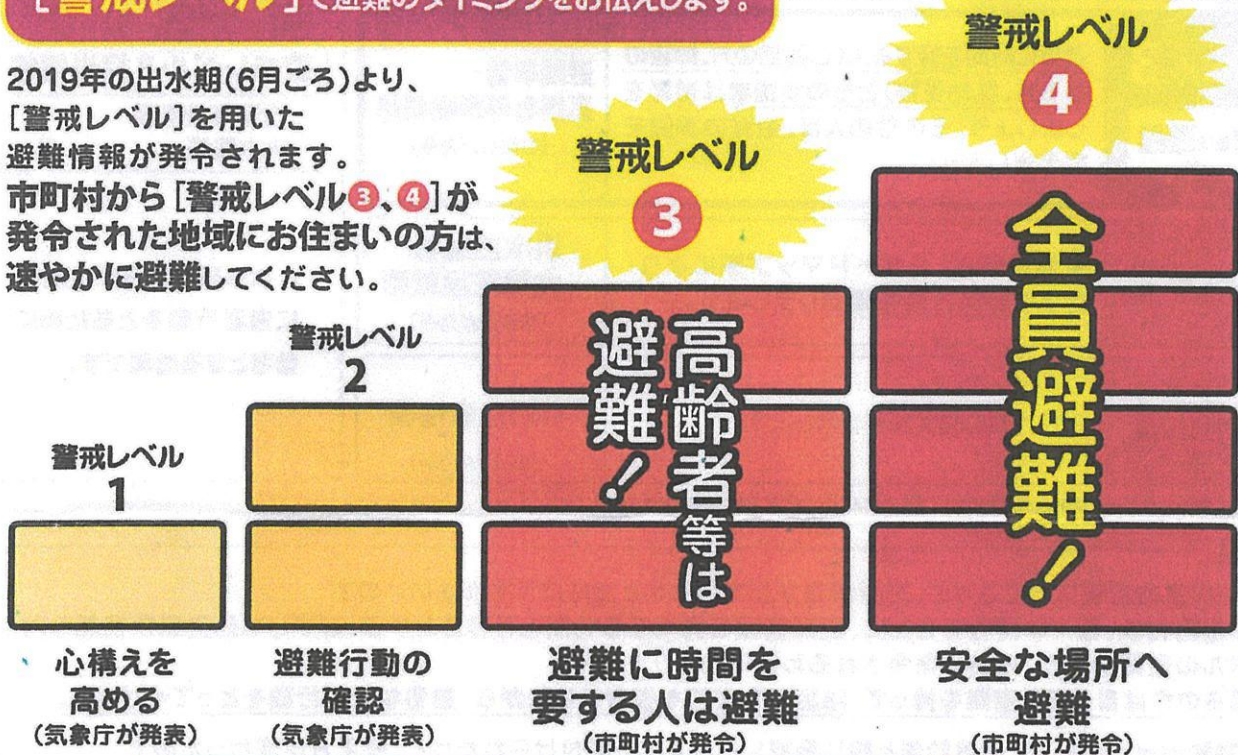 [警戒レベル]で避難のタイミングをお伝えします。
2019年の出水期(6月ごろ)より、
[警戒レベル]を用いた
避難情報が発令されます。
市町村から[警戒レベル❸、❹]が
発令された地域にお住まいの方は、
速やかに避難してください。
警戒レベル
1
心構えを
高める
(気象庁が発表)
警戒レベル
2
避難行動の
確認
(気象庁が発表)
警戒レベル
3
高齢者等は
避難!
避難に時間を
要する人は避難
(市町村が発令)
警戒レベル
4
全員避難!
安全な場所へ
避難
(市町村が発令)